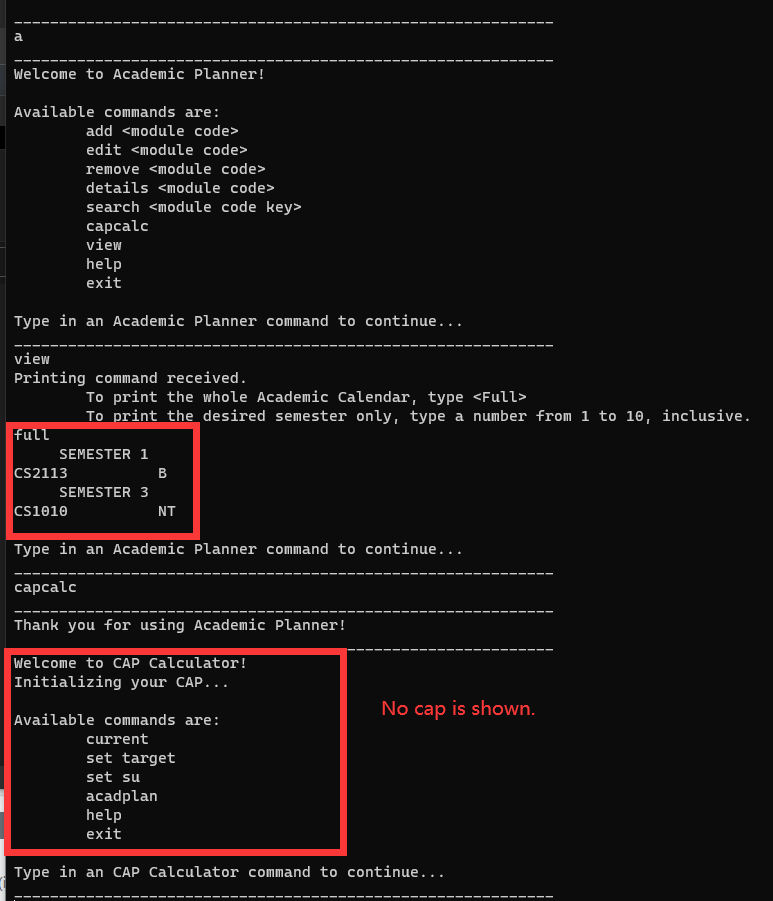 ____________________________________________________________
a
____________________________________________________________
Welcome to Academic Planner!

Available commands are:
        add <module code>
        edit <module code>
        remove <module code>
        details <module code>
        search <module code key>
        capcalc
        view
        help
        exit

Type in an Academic Planner command to continue...
____________________________________________________________
view
Printing command received.
        To print the whole Academic Calendar, type <Full>
        To print the desired semester only, type a number from 1 to 10, inclusive.
full
     SEMESTER 1
CS2113          B
     SEMESTER 3
CS1010          NT

Type in an Academic Planner command to continue...
____________________________________________________________
capcalc
____________________________________________________________
Thank you for using Academic Planner!
____________________________________________________________
Welcome to CAP Calculator!
Initializing your CAP...

Available commands are:
        current
        set target
        set su
        acadplan
        help
        exit
No cap is shown.

Type in an CAP Calculator command to continue...
____________________________________________________________